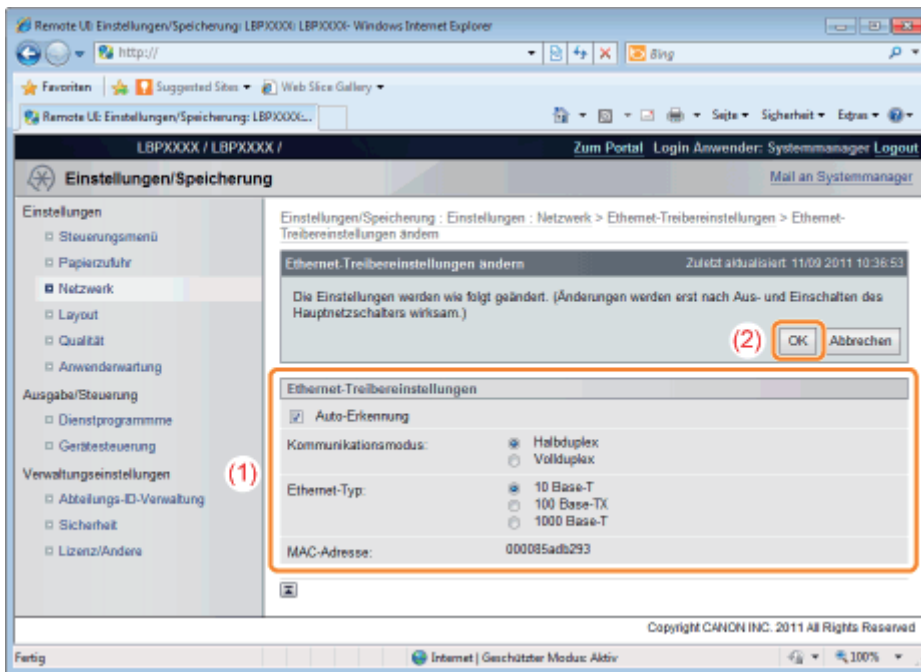 Remote UI: Einstellungen/Speicherung: LBPXXXX: LBPXXXX- Windows Internet Explorer
http://
Bing
Favoriten Suggested Sites Web Slice Gallery
Remote UI: Einstellungen/Speicherung: LBPXXXX:... Seite Sicherheit Extras
LBPXXXX / LBPXXXX / Zum Portal Login Anwender: Systemmanager Logout
Einstellungen/Speicherung Mail an Systemmanager
Einstellungen
Steuerungsmenü
Papierzufuhr
Netzwerk
Layout
Qualität
Anwenderwartung
Ausgabe/Steuerung
Dienstprogrammme
Gerätesteuerung
Verwaltungseinstellungen
Abteilungs-ID-Verwaltung
Sicherheit
Lizenz/Andere
Einstellungen/Speicherung : Einstellungen : Netzwerk > Ethernet-Treibereinstellungen > Ethernet-
Treibereinstellungen ändern
Ethernet-Treibereinstellungen ändern Zuletzt aktualisiert: 11/09 2011 10:36:53
Die Einstellungen werden wie folgt geändert. (Änderungen werden erst nach Aus- und Einschalten des
Hauptnetzschalters wirksam.)
(2) OK Abbrechen
(1)
Ethernet-Treibereinstellungen
Auto-Erkennung
Kommunikationsmodus: Halbduplex
Vollduplex
Ethernet-Typ: 10 Base-T
100 Base-TX
1000 Base-T
MAC-Adresse: 000085adb293
Copyright CANON INC. 2011 All Rights Reserved
Fertig Internet | Geschützter Modus: Aktiv 100%